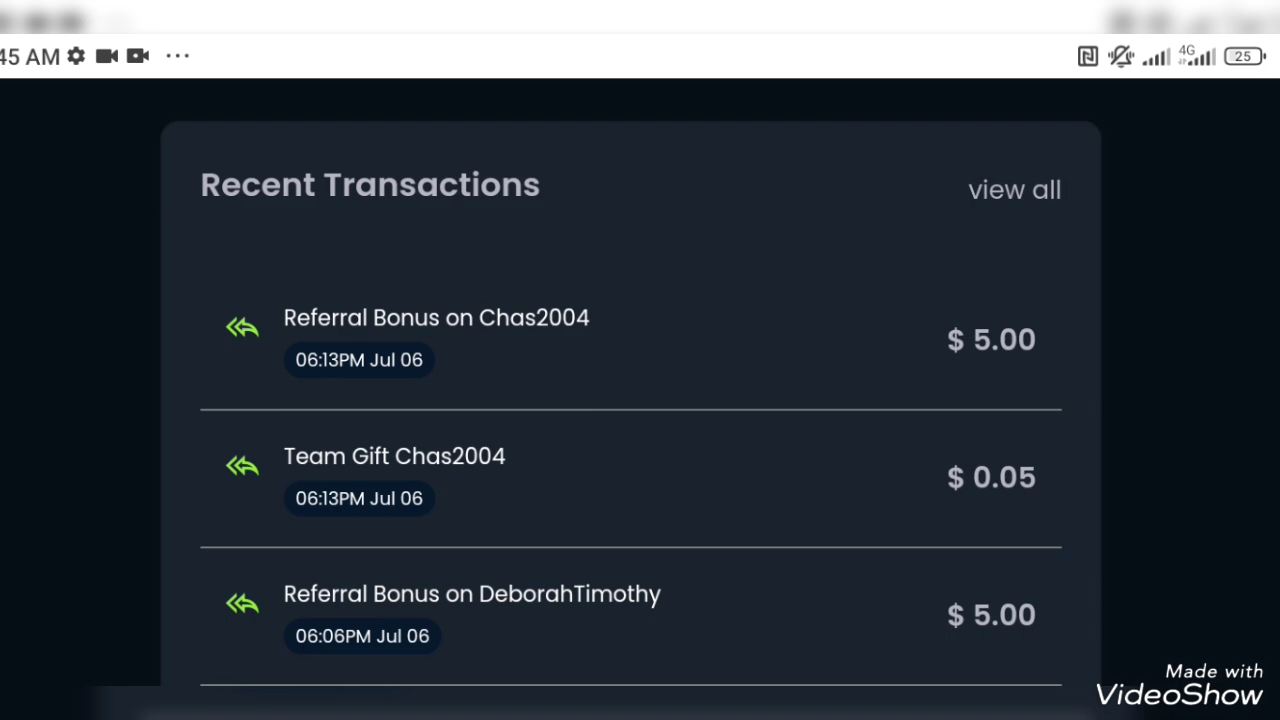 45 AM ...
4G
25
Recent Transactions
view all
Referral Bonus on Chas2004
06:13PM Jul 06
$ 5.00
Team Gift Chas2004
06:13PM Jul 06
$ 0.05
Referral Bonus on DeborahTimothy
06:06PM Jul 06
$ 5.00
Made with
VideoShow